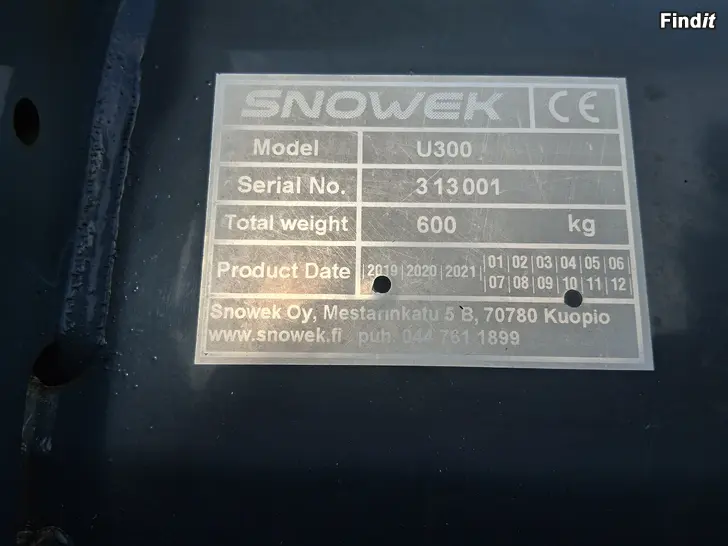 Findit
SNOWEK CE
Model U300
Serial No. 313001
Total weight 600 kg
Product Date 2019 | 2020 | 2021 01 | 02 | 03 | 04 | 05 | 06
07 | 08 | 09 | 10 | 11 | 12
Snowek Oy, Mestarinkatu 5 B, 70780 Kuopio
www.snowek.fi puh. 044 761 1899